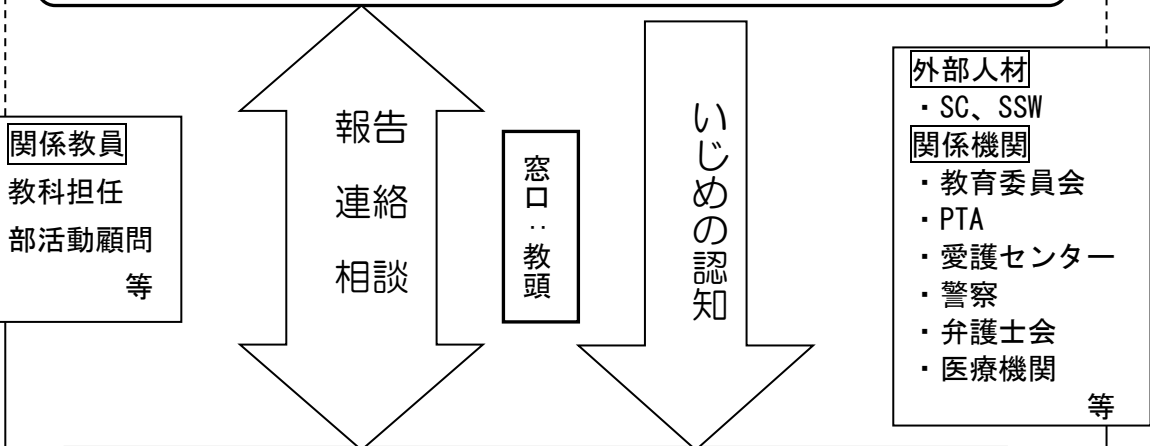 関係教員
教科担任
部活動顧問
等
報告
連絡
相談
窓口：教頭
いじめの認知
外部人材
・SC、SSW
関係機関
・教育委員会
・PTA
・愛護センター
・警察
・弁護士会
・医療機関
等